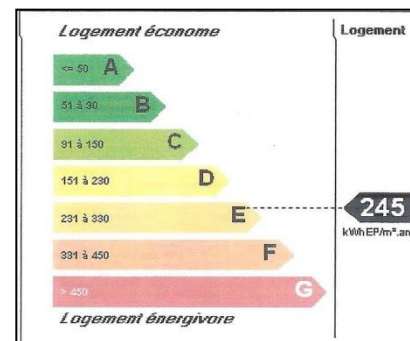 Logement économe
Logement
<= 50 A
51 à 90 B
91 à 150 C
151 à 230 D
231 à 330 E
245
kWhEP/m².an
331 à 450 F
> 450 G
Logement énergivore